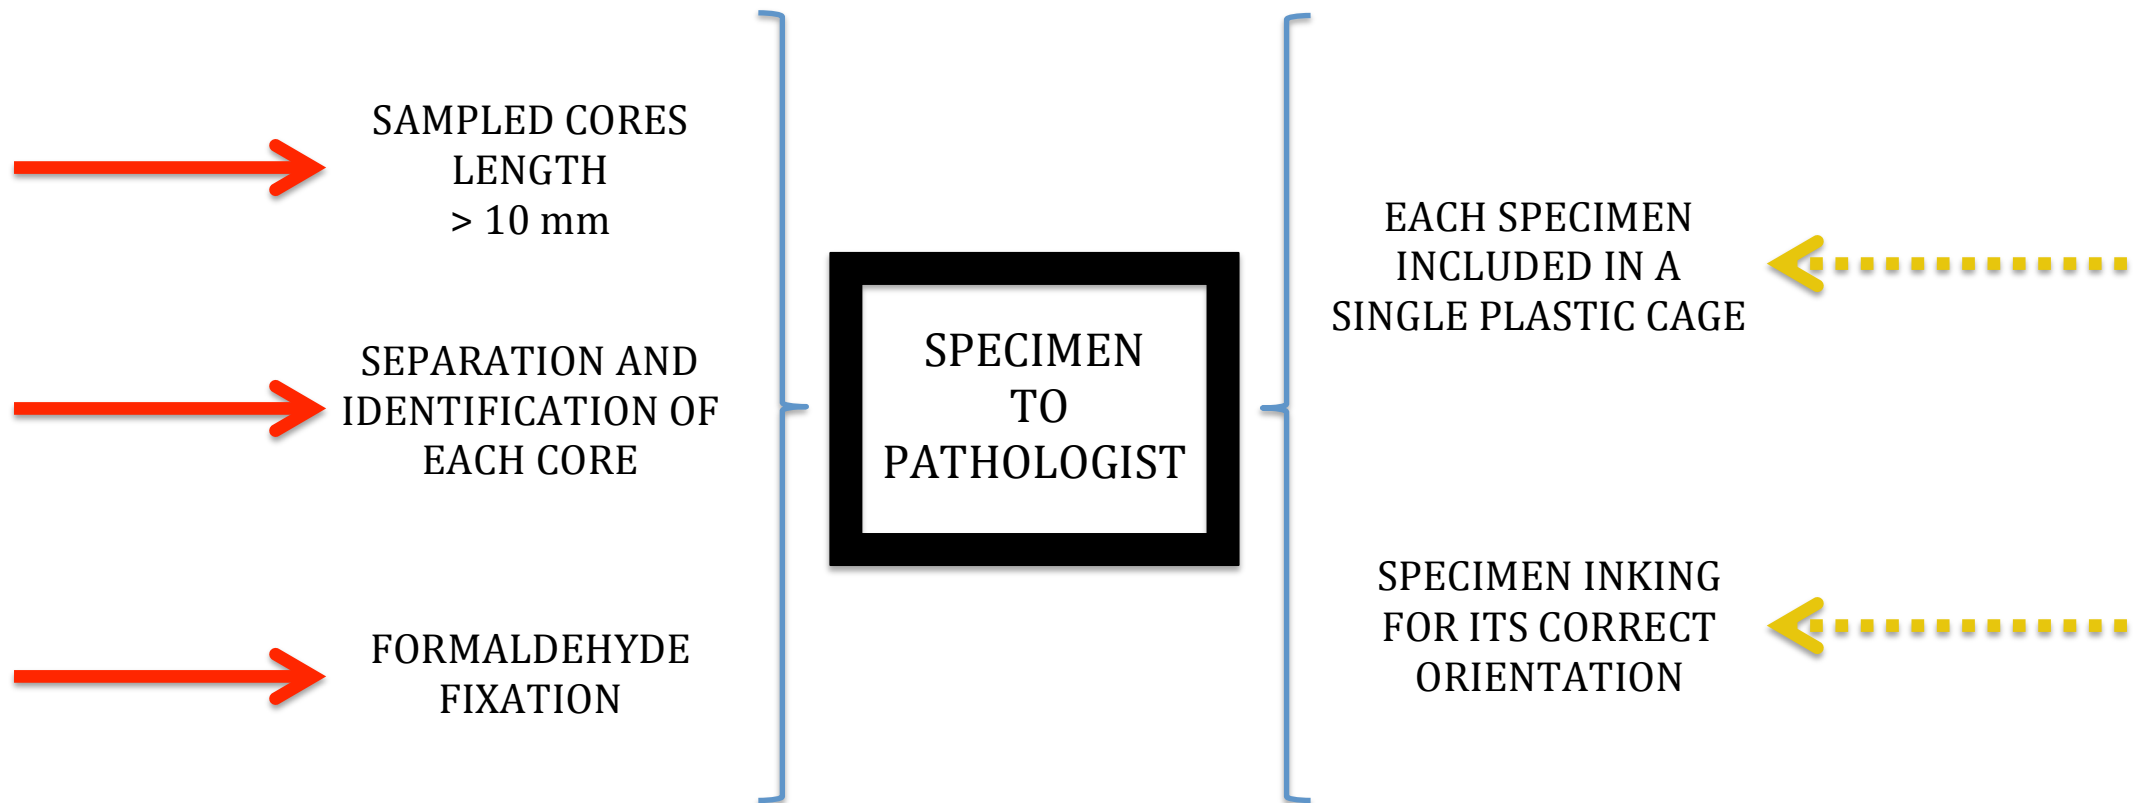 SAMPLED CORES
LENGTH
> 10 mm
SEPARATION AND
IDENTIFICATION OF
EACH CORE
FORMALDEHYDE
FIXATION
SPECIMEN
TO
PATHOLOGIST
EACH SPECIMEN
INCLUDED IN A
SINGLE PLASTIC CAGE
SPECIMEN INKING
FOR ITS CORRECT
ORIENTATION